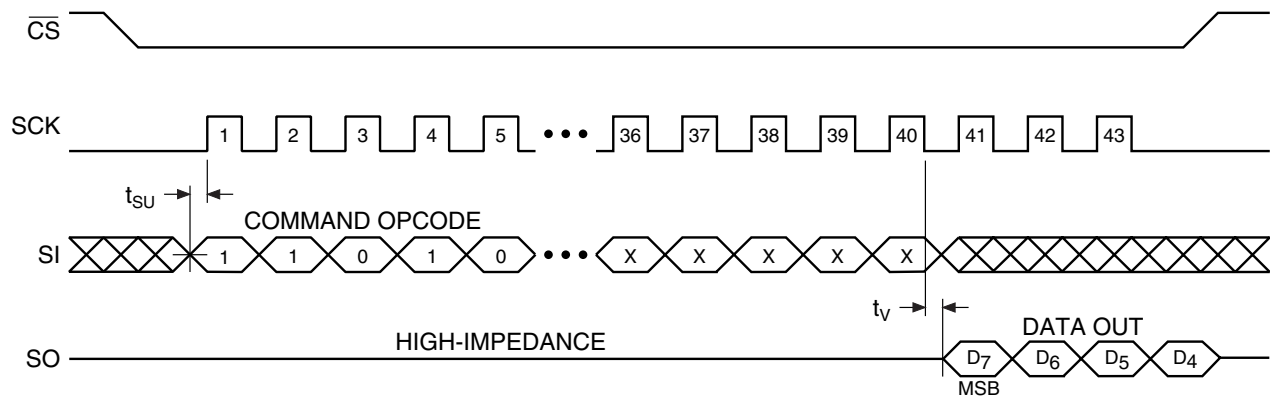 CS
SCK 1 2 3 4 5 ••• 36 37 38 39 40 41 42 43
tSU
COMMAND OPCODE
SI 1 1 0 1 0 ••• X X X X X
tV
HIGH-IMPEDANCE
DATA OUT
SO D7 D6 D5 D4
MSB